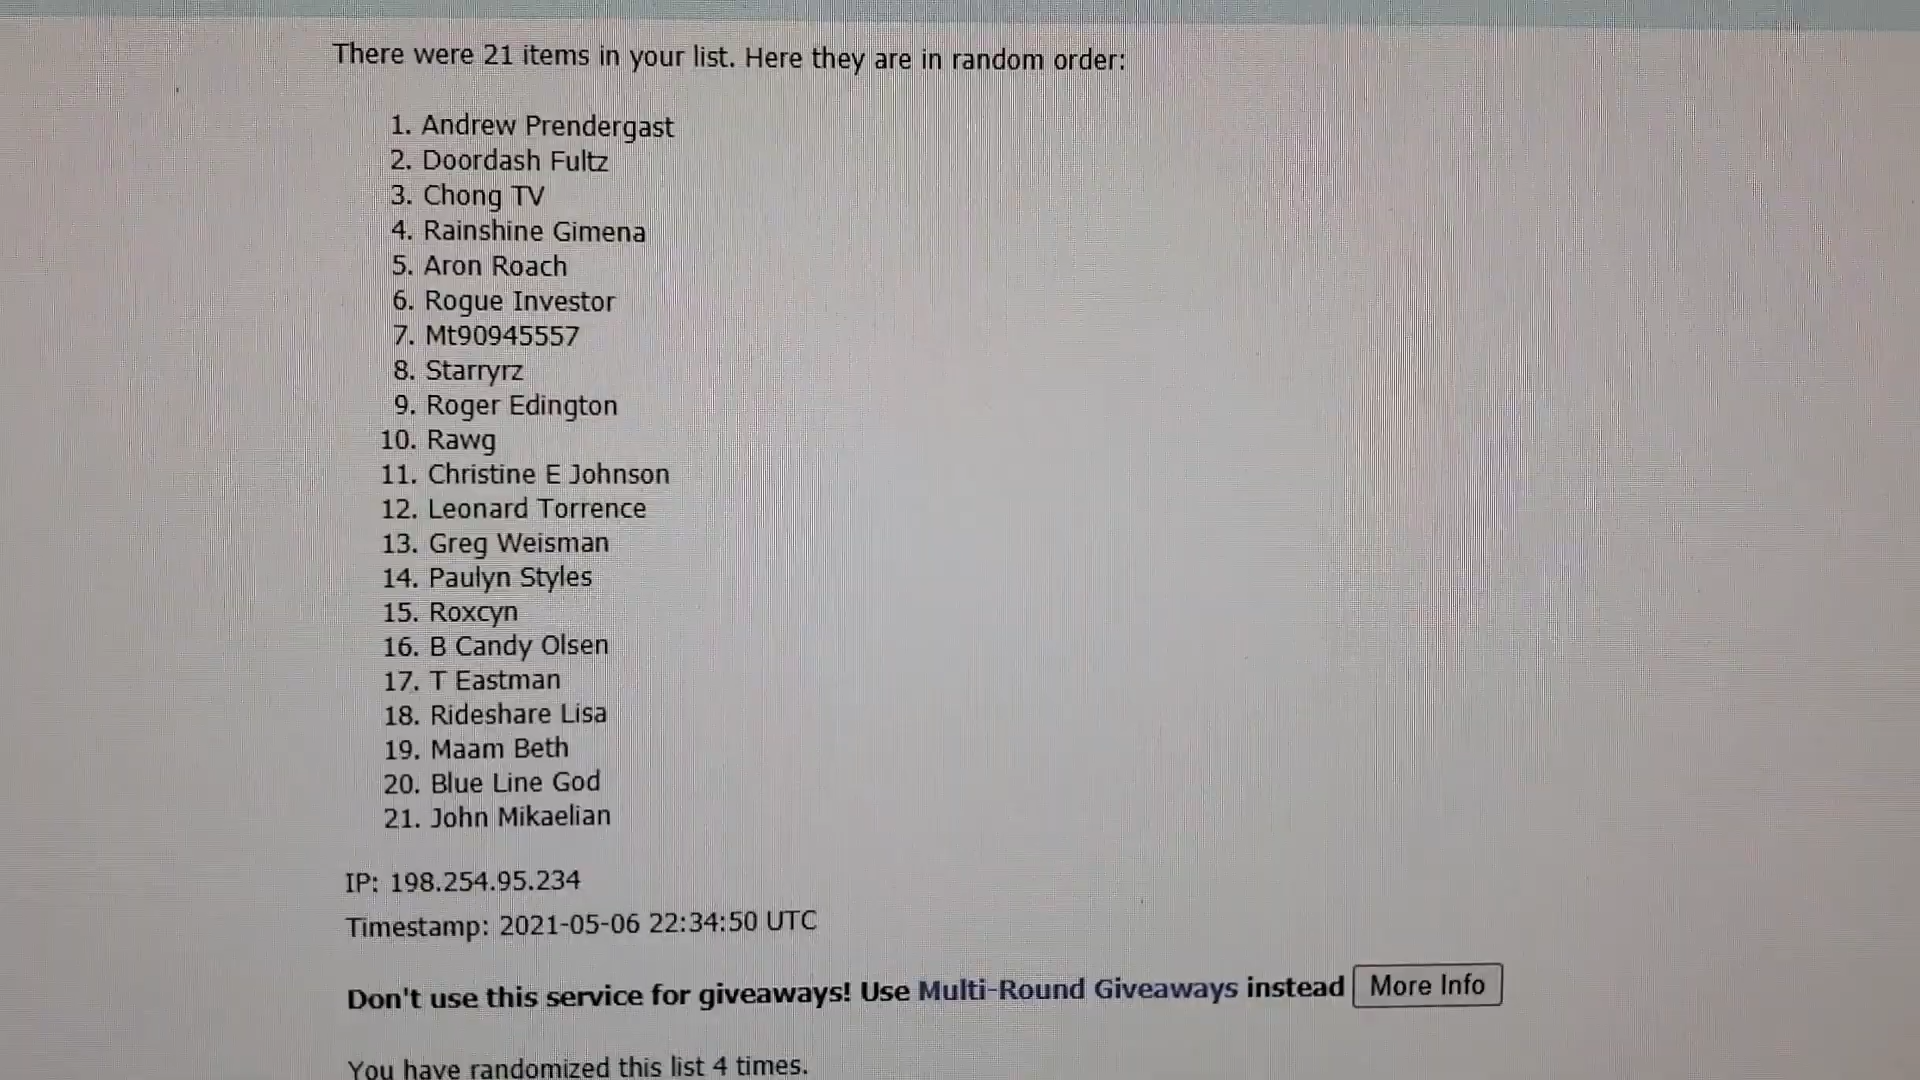 There were 21 items in your list. Here they are in random order:
1. Andrew Prendergast
2. Doordash Fultz
3. Chong TV
4. Rainshine Gimena
5. Aron Roach
6. Rogue Investor
7. Mt90945557
8. Starryrz
9. Roger Edington
10. Rawg
11. Christine E Johnson
12. Leonard Torrence
13. Greg Weisman
14. Paulyn Styles
15. Roxcyn
16. B Candy Olsen
17. T Eastman
18. Rideshare Lisa
19. Maam Beth
20. Blue Line God
21. John Mikaelian
IP: 198.254.95.234
Timestamp: 2021-05-06 22:34:50 UTC
Don't use this service for giveaways! Use Multi-Round Giveaways instead More Info
You have randomized this list 4 times.